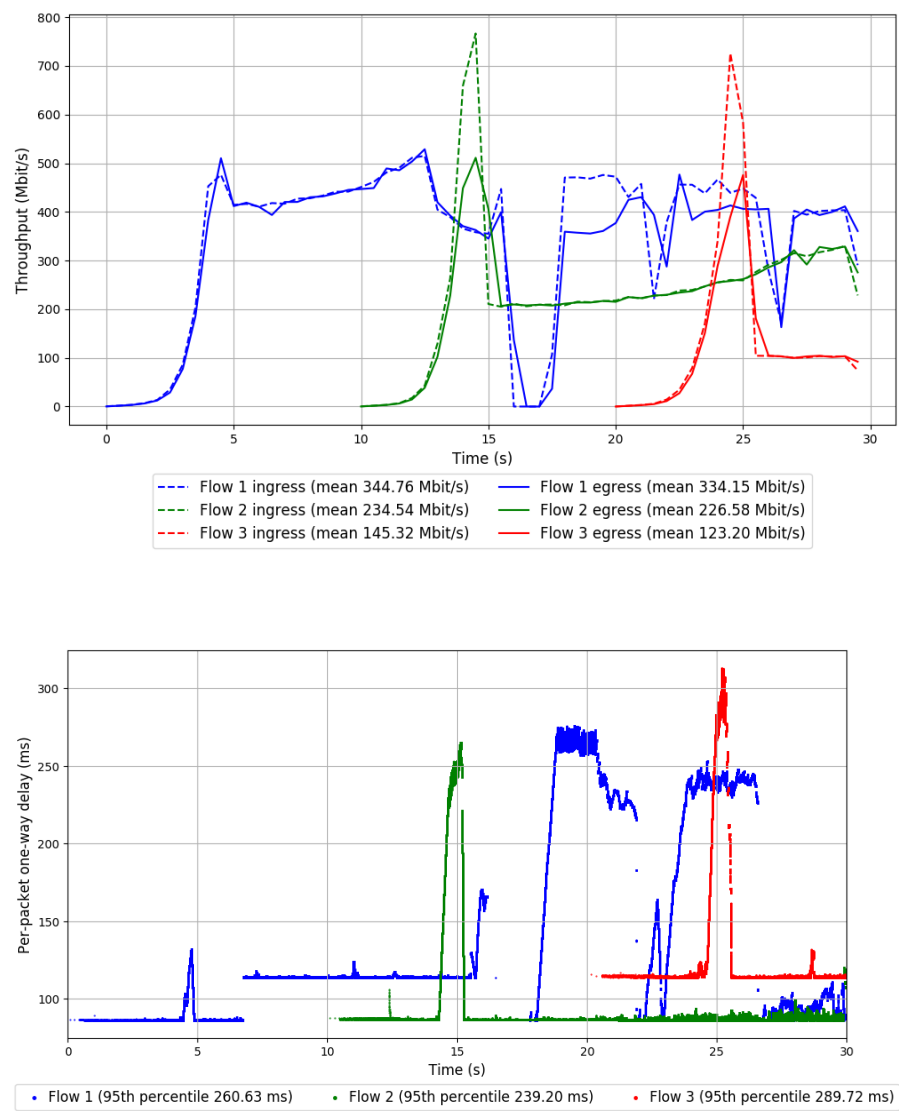 800
700
600
500
400
300
200
100
0
Throughput (Mbit/s)
0 5 10 15 20 25 30
Time (s)
Flow 1 ingress (mean 344.76 Mbit/s) Flow 1 egress (mean 334.15 Mbit/s)
Flow 2 ingress (mean 234.54 Mbit/s) Flow 2 egress (mean 226.58 Mbit/s)
Flow 3 ingress (mean 145.32 Mbit/s) Flow 3 egress (mean 123.20 Mbit/s)
300
250
200
150
100
Per-packet one-way delay (ms)
0 5 10 15 20 25 30
Time (s)
Flow 1 (95th percentile 260.63 ms) Flow 2 (95th percentile 239.20 ms) Flow 3 (95th percentile 289.72 ms)